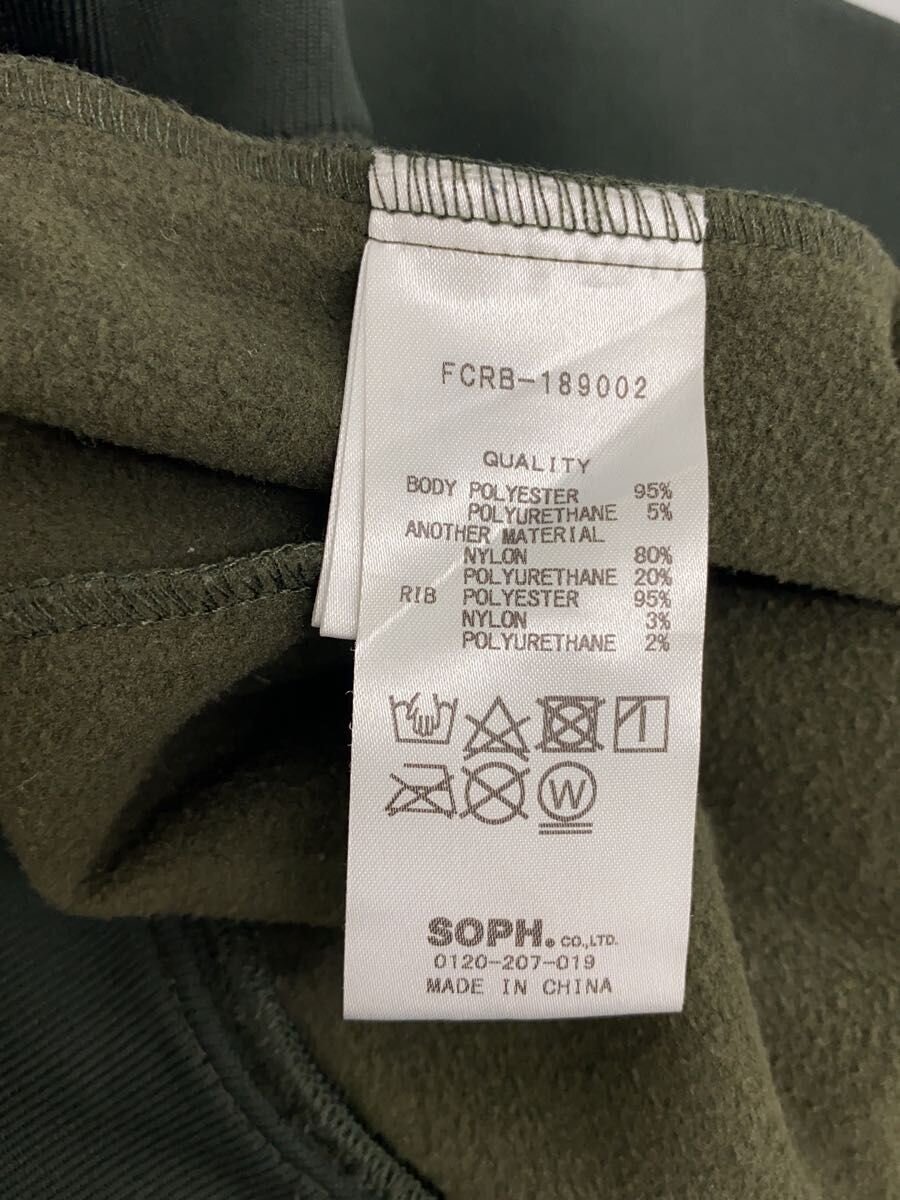 FCRB-189002
QUALITY
BODY POLYESTER 95%
POLYURETHANE 5%
ANOTHER MATERIAL
NYLON 80%
POLYURETHANE 20%
RIB POLYESTER 95%
NYLON 3%
POLYURETHANE 2%
W
SOPH.® CO.,LTD.
0120-207-019
MADE IN CHINA